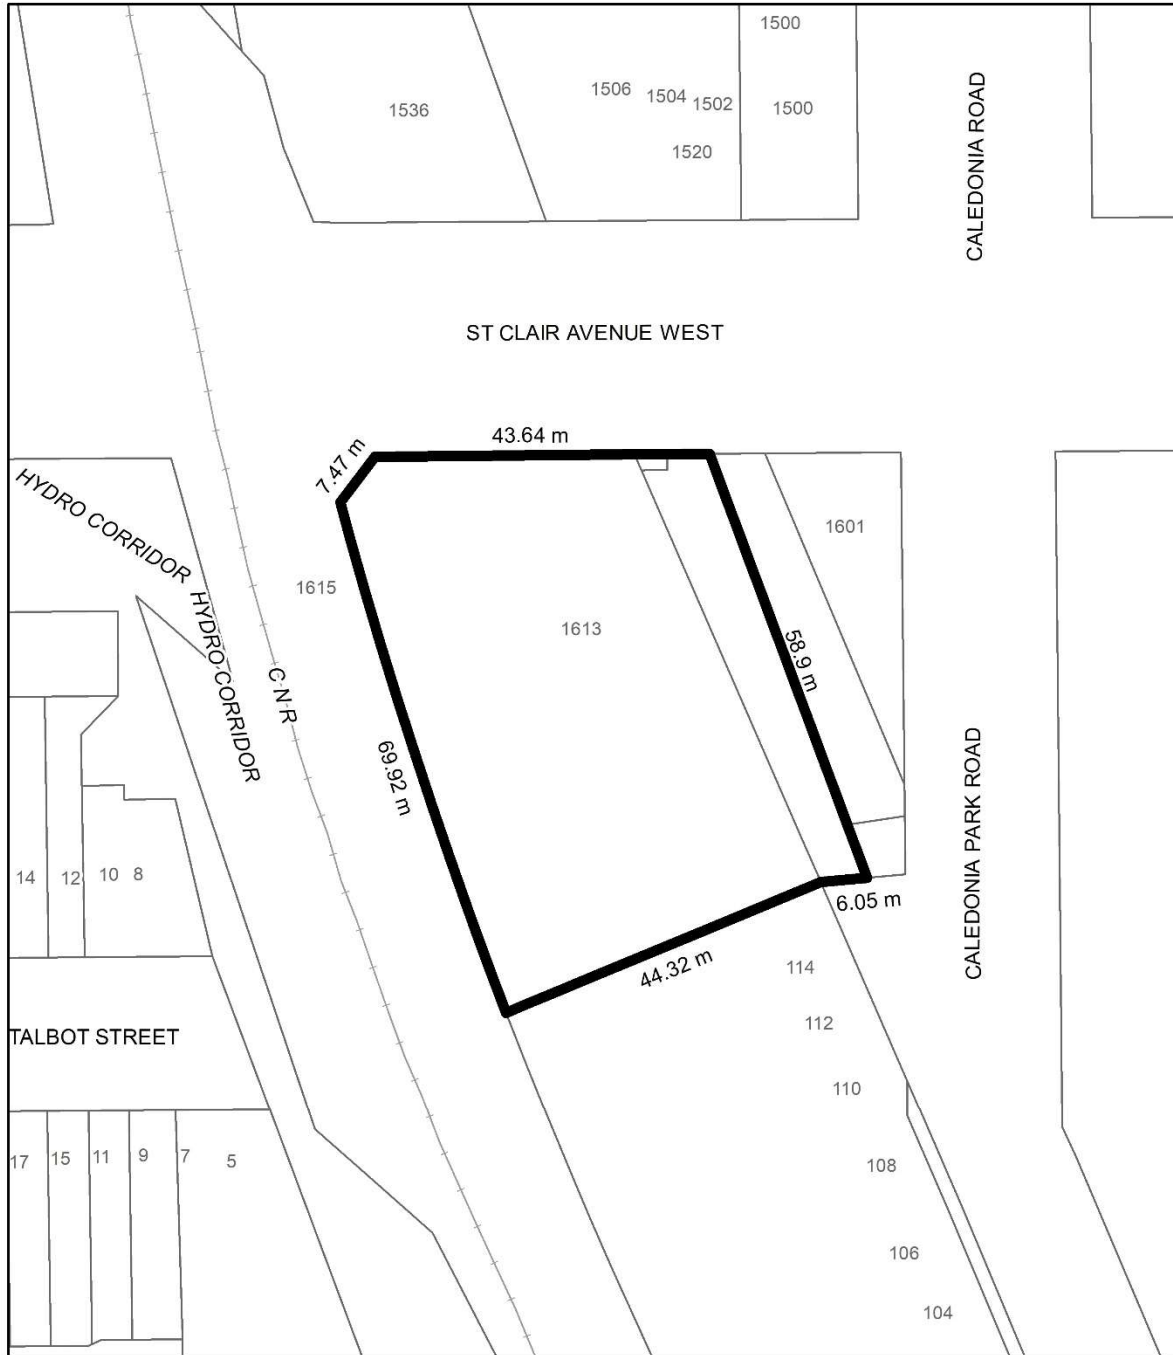 1500
1506
1504
1502
1500
1536
1520
CALEDONIA ROAD
ST CLAIR AVENUE WEST
43.64 m
7.47 m
HYDRO CORRIDOR
1601
1615
HYDRO CORRIDOR
1613
58.9 m
C-N-R
69.92 m
CALEDONIA PARK ROAD
14
12
10
8
6.05 m
44.32 m
114
112
TALBOT STREET
110
17
15
11
9
7
5
108
106
104